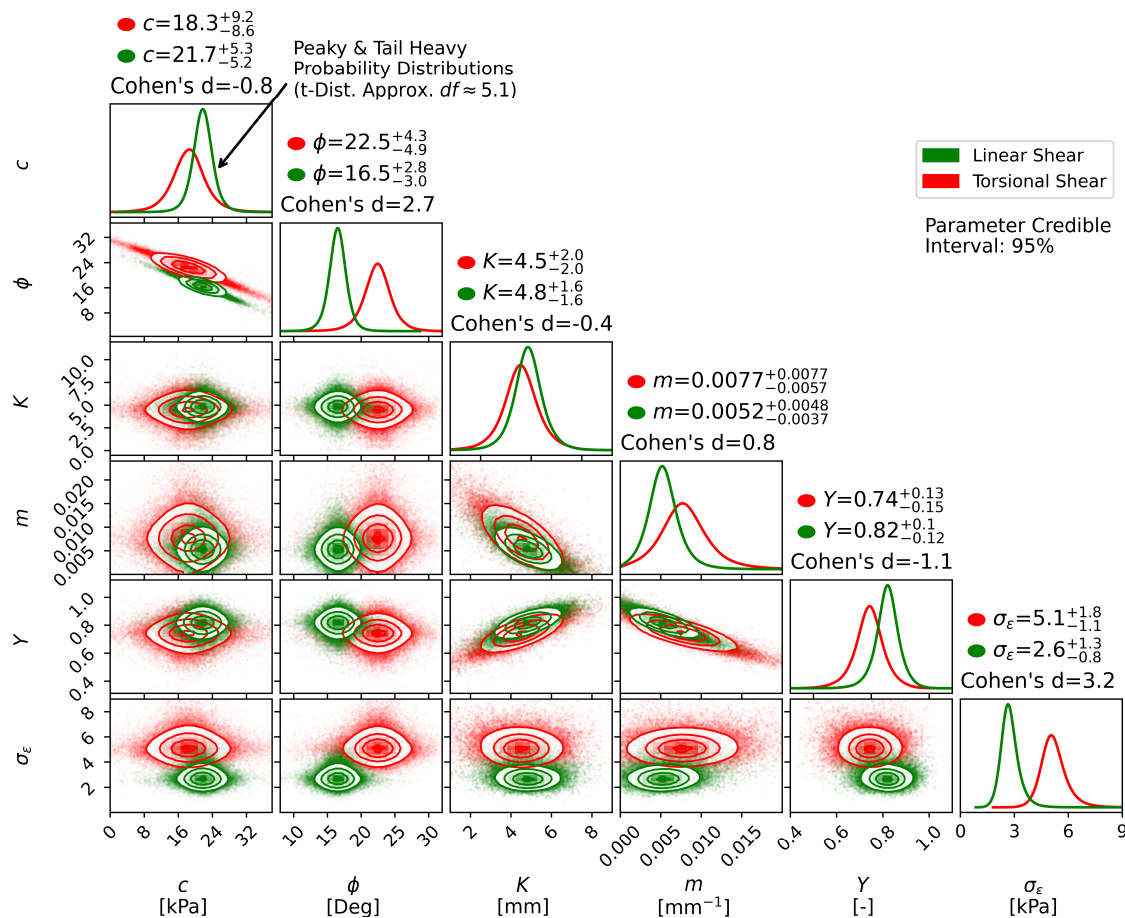 c=18.3+9.2−8.6
c=21.7+5.3−5.2
Cohen's d=-0.8
Peaky & Tail Heavy
Probability Distributions
(t-Dist. Approx. df≈5.1)
ϕ=22.5+4.3−4.9
ϕ=16.5+2.8−3.0
Cohen's d=2.7
Linear Shear
Torsional Shear
Parameter Credible
Interval: 95%
K=4.5+2.0−2.0
K=4.8+1.6−1.6
Cohen's d=-0.4
m=0.0077+0.0077−0.0057
m=0.0052+0.0048−0.0037
Cohen's d=0.8
Y=0.74+0.13−0.15
Y=0.82+0.1−0.12
Cohen's d=-1.1
σε=5.1+1.8−1.1
σε=2.6+1.3−0.8
Cohen's d=3.2
c
ϕ
32
24
16
8
K
10.0
7.5
5.0
2.5
0.0
m
0.020
0.015
0.010
0.005
Y
1.0
0.8
0.6
0.4
σε
8
6
4
2
0 8 16 24 32
10 15 20 25 30
2 4 6 8
0.000 0.005 0.010 0.015
0.4 0.6 0.8 1.0
0 3 6 9
c ϕ K m Y σε
[kPa] [Deg] [mm] [mm−1] [-] [kPa]